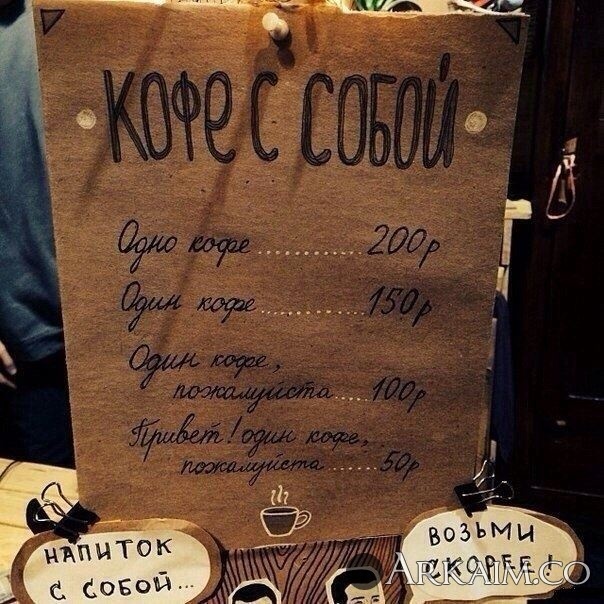 КОФЕ С СОБОЙ
Одно кофе ............ 200р
Один кофе ............ 150р
Один кофе,
пожалуйста ..... 100р
Привет! один кофе, ...
пожалуйста ...... 50р
НАПИТОК
С СОБОЙ...
ВОЗЬМИ
СКОРЕЕ!
ARKAIM.CO